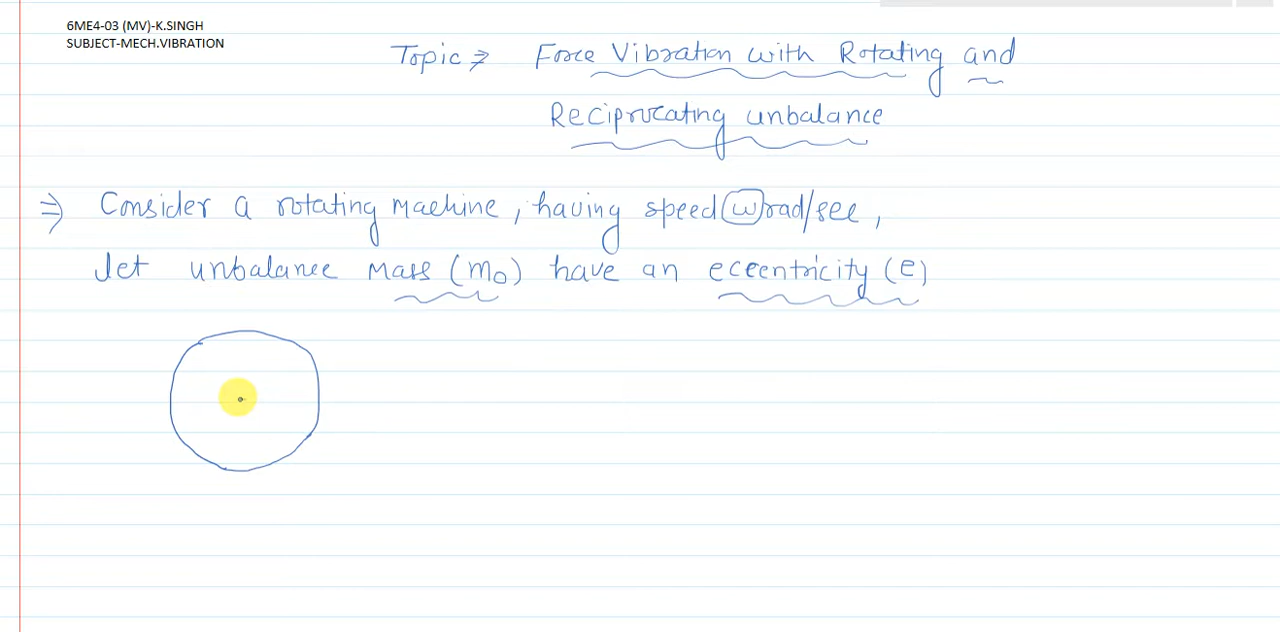 6ME4-03 (MV)-K.SINGH
SUBJECT-MECH.VIBRATION
Topic ⇒ Force Vibration with Rotating and
Reciprocating unbalance
⇒ Consider a rotating machine, having speed (w) rad/sec,
let unbalance mass (m₀) have an eccentricity (e)